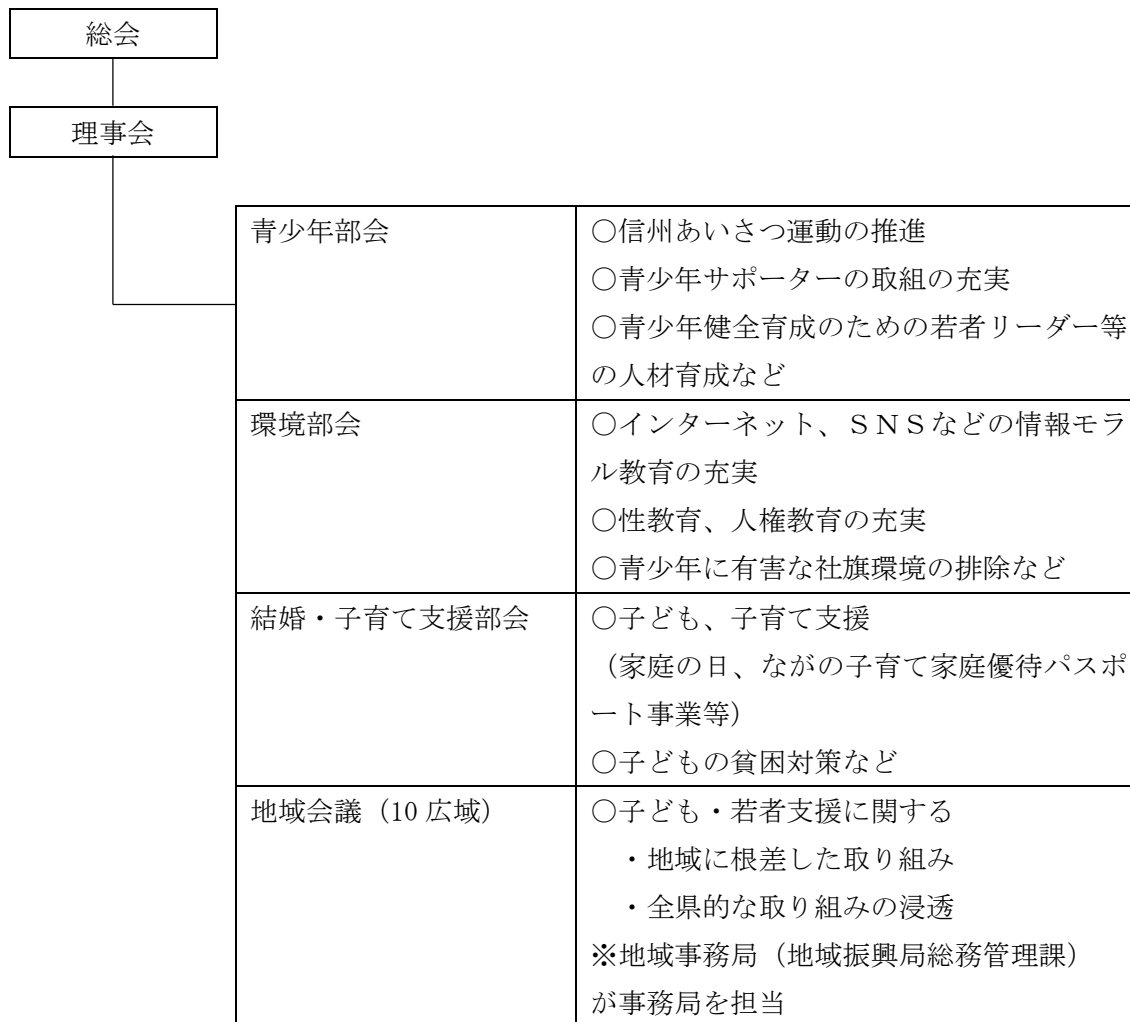 総会
理事会
青少年部会
○信州あいさつ運動の推進
○青少年サポーターの取組の充実
○青少年健全育成のための若者リーダー等
の人材育成など
環境部会
○インターネット、ＳＮＳなどの情報モラ
ル教育の充実
○性教育、人権教育の充実
○青少年に有害な社旗環境の排除など
結婚・子育て支援部会
○子ども、子育て支援
（家庭の日、ながの子育て家庭優待パスポ
ート事業等）
○子どもの貧困対策など
地域会議（10 広域）
○子ども・若者支援に関する
・地域に根差した取り組み
・全県的な取り組みの浸透
※地域事務局（地域振興局総務管理課）
が事務局を担当